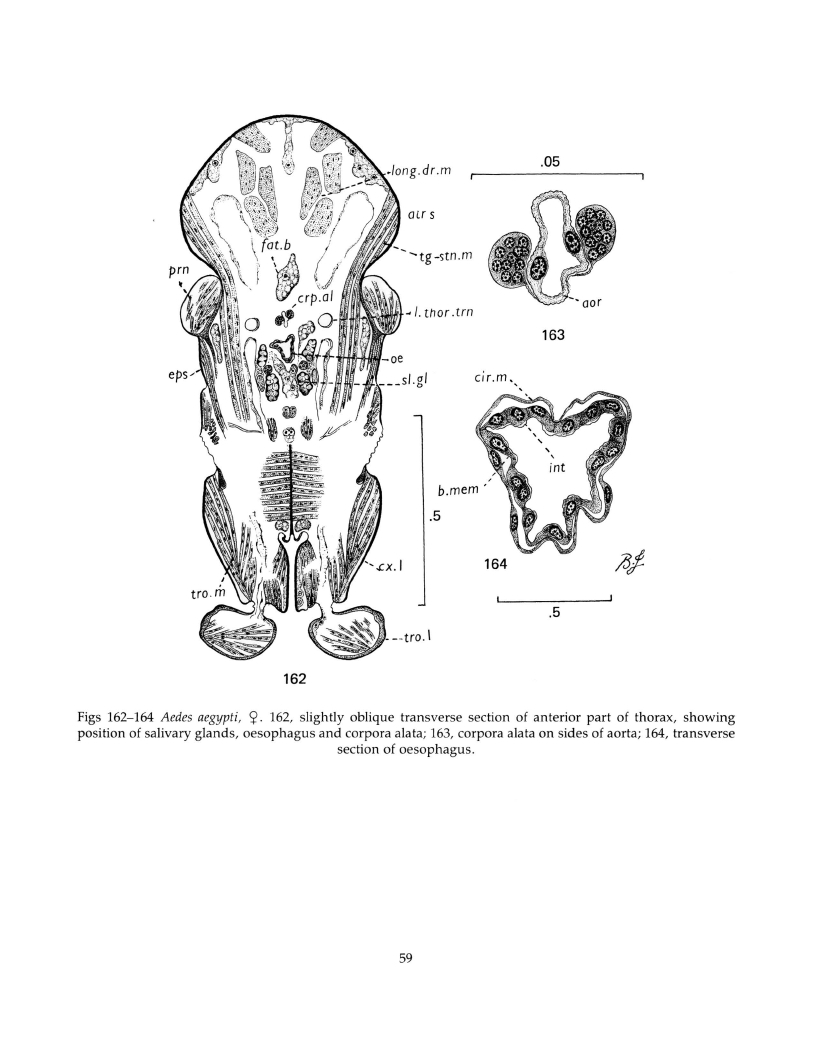 long.dr.m
air s
fat.b
tg-stn.m
prn
crp.al
l.thor.trn
oe
eps
sl.gl
.5
cx.I
tro.m
tro.I
162
.05
aor
163
cir.m
int
b.mem
164
.5
Figs 162–164 Aedes aegypti, ♀. 162, slightly oblique transverse section of anterior part of thorax, showing
position of salivary glands, oesophagus and corpora alata; 163, corpora alata on sides of aorta; 164, transverse
section of oesophagus.
59